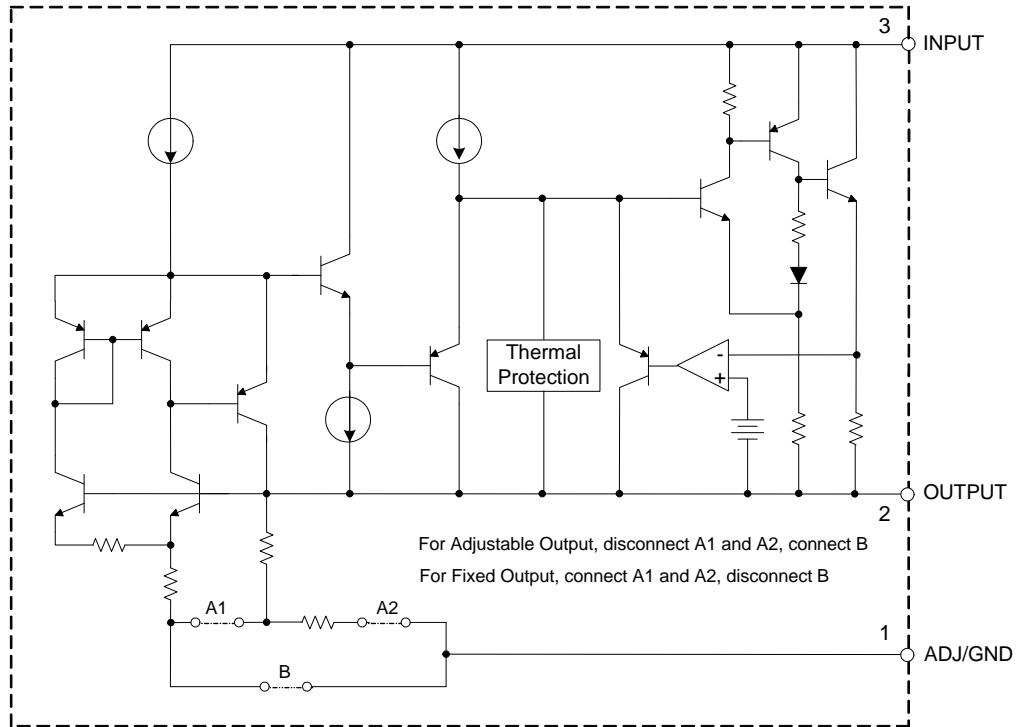 3
INPUT
Thermal
Protection
-
+
OUTPUT
2
For Adjustable Output, disconnect A1 and A2, connect B
For Fixed Output, connect A1 and A2, disconnect B
A1
A2
1
ADJ/GND
B